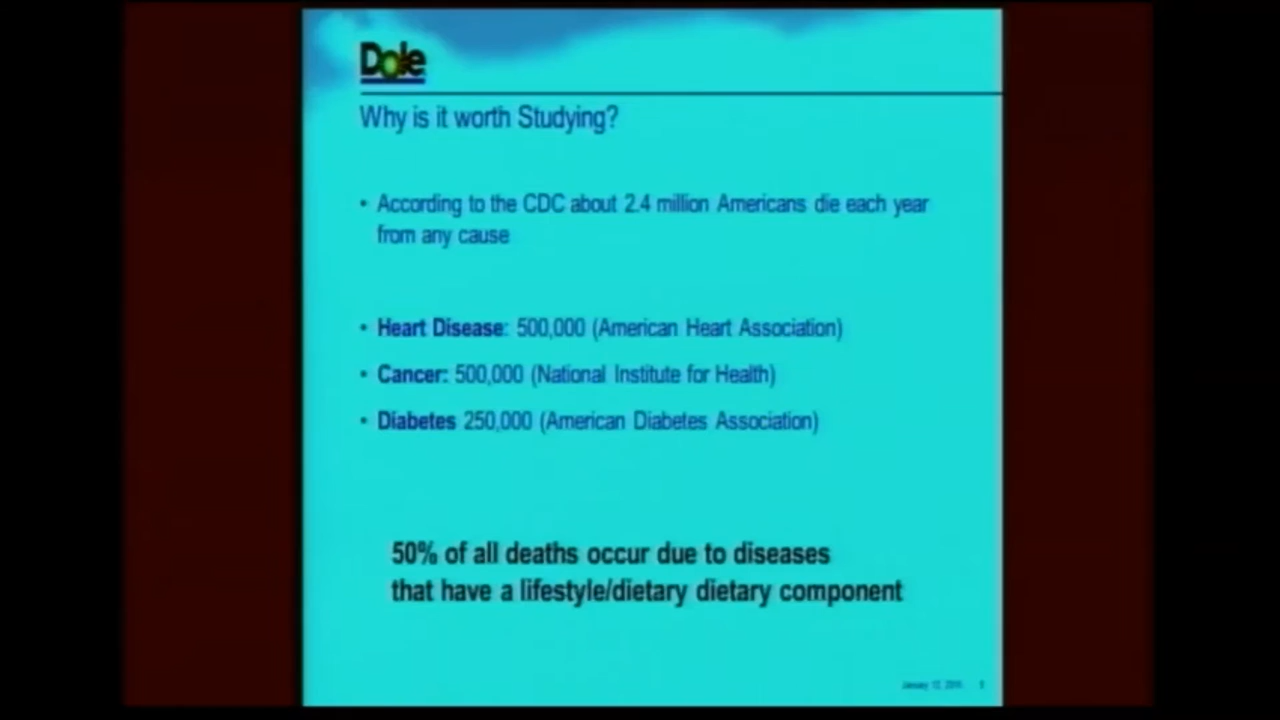 Dole
Why is it worth Studying?
• According to the CDC about 2.4 million Americans die each year
from any cause
• Heart Disease: 500,000 (American Heart Association)
• Cancer: 500,000 (National Institute for Health)
• Diabetes 250,000 (American Diabetes Association)
50% of all deaths occur due to diseases
that have a lifestyle/dietary dietary component
January